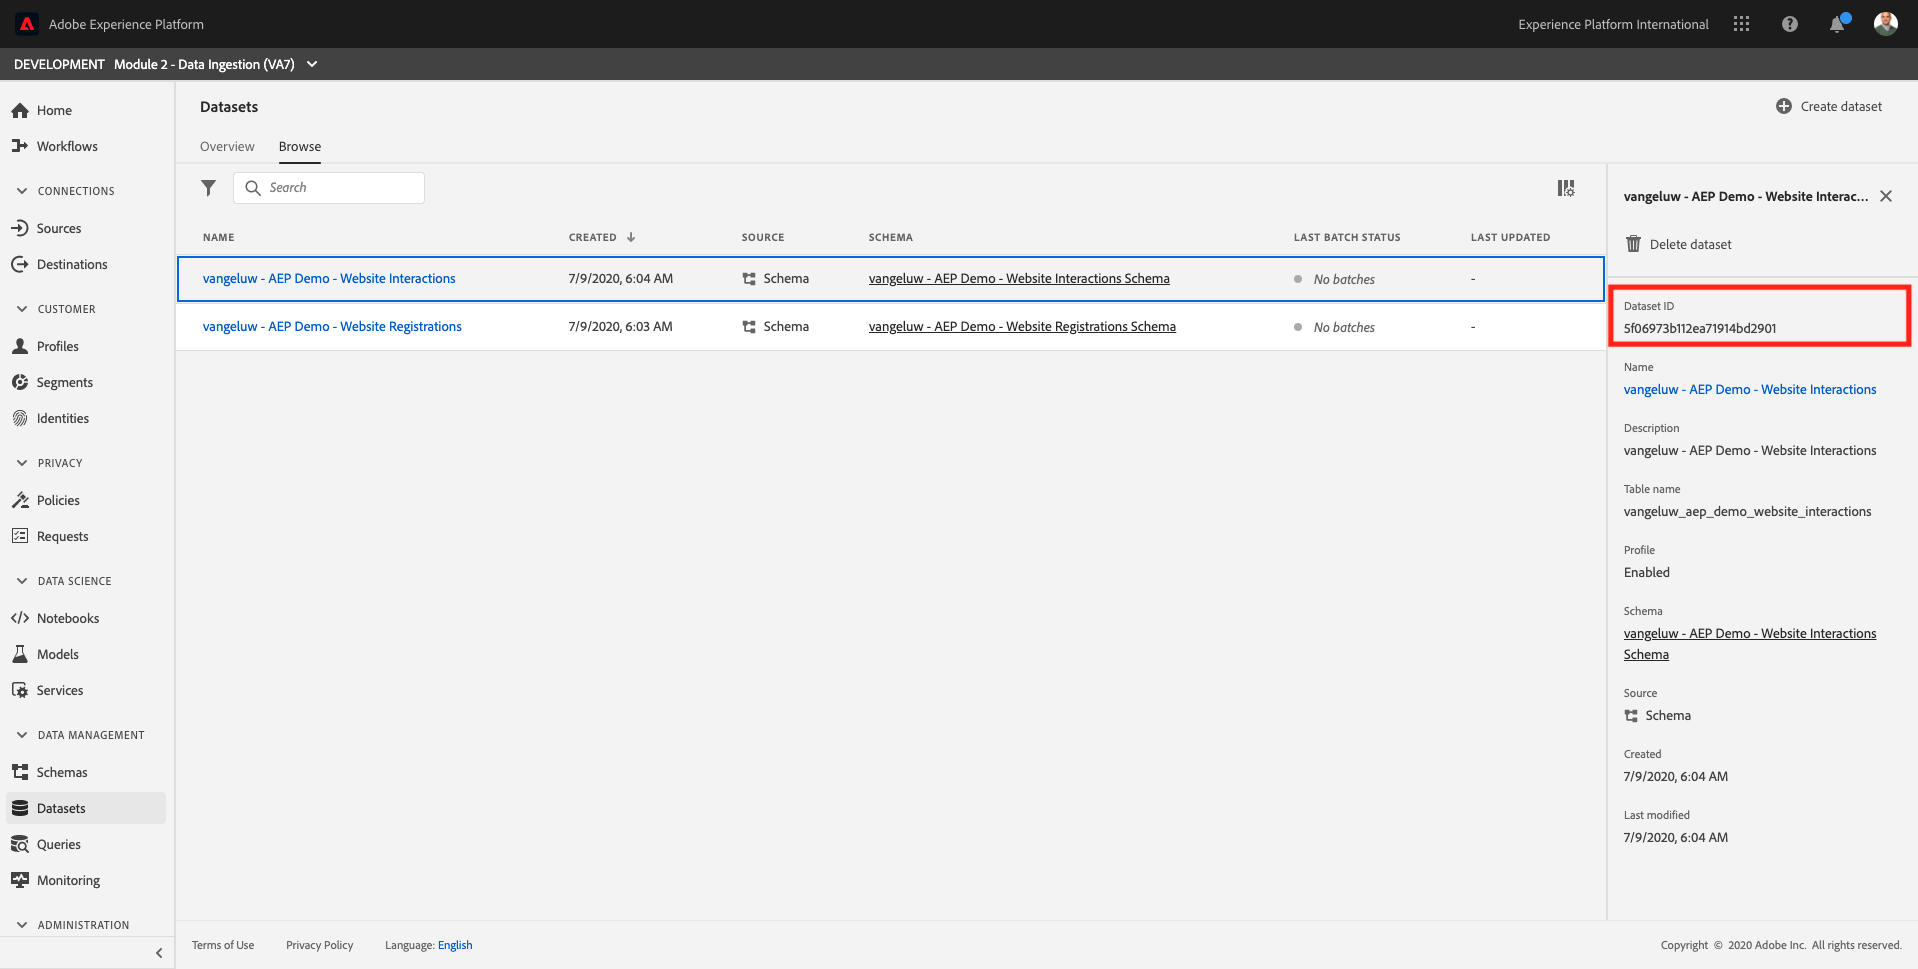 Adobe Experience Platform
Experience Platform International
DEVELOPMENT Module 2 - Data Ingestion (VA7)
Home
Workflows
CONNECTIONS
Sources
Destinations
CUSTOMER
Profiles
Segments
Identities
PRIVACY
Policies
Requests
DATA SCIENCE
Notebooks
Models
Services
DATA MANAGEMENT
Schemas
Datasets
Queries
Monitoring
ADMINISTRATION
Datasets
Create dataset
Overview Browse
Search
NAME CREATED SOURCE SCHEMA LAST BATCH STATUS LAST UPDATED
vangeluw - AEP Demo - Website Interactions 7/9/2020, 6:04 AM Schema vangeluw - AEP Demo - Website Interactions Schema No batches -
vangeluw - AEP Demo - Website Registrations 7/9/2020, 6:03 AM Schema vangeluw - AEP Demo - Website Registrations Schema No batches -
vangeluw - AEP Demo - Website Interac...
Delete dataset
Dataset ID
5f06973b112ea71914bd2901
Name
vangeluw - AEP Demo - Website Interactions
Description
vangeluw - AEP Demo - Website Interactions
Table name
vangeluw_aep_demo_website_interactions
Profile
Enabled
Schema
vangeluw - AEP Demo - Website Interactions
Schema
Source
Schema
Created
7/9/2020, 6:04 AM
Last modified
7/9/2020, 6:04 AM
Terms of Use Privacy Policy Language: English
Copyright © 2020 Adobe Inc. All rights reserved.